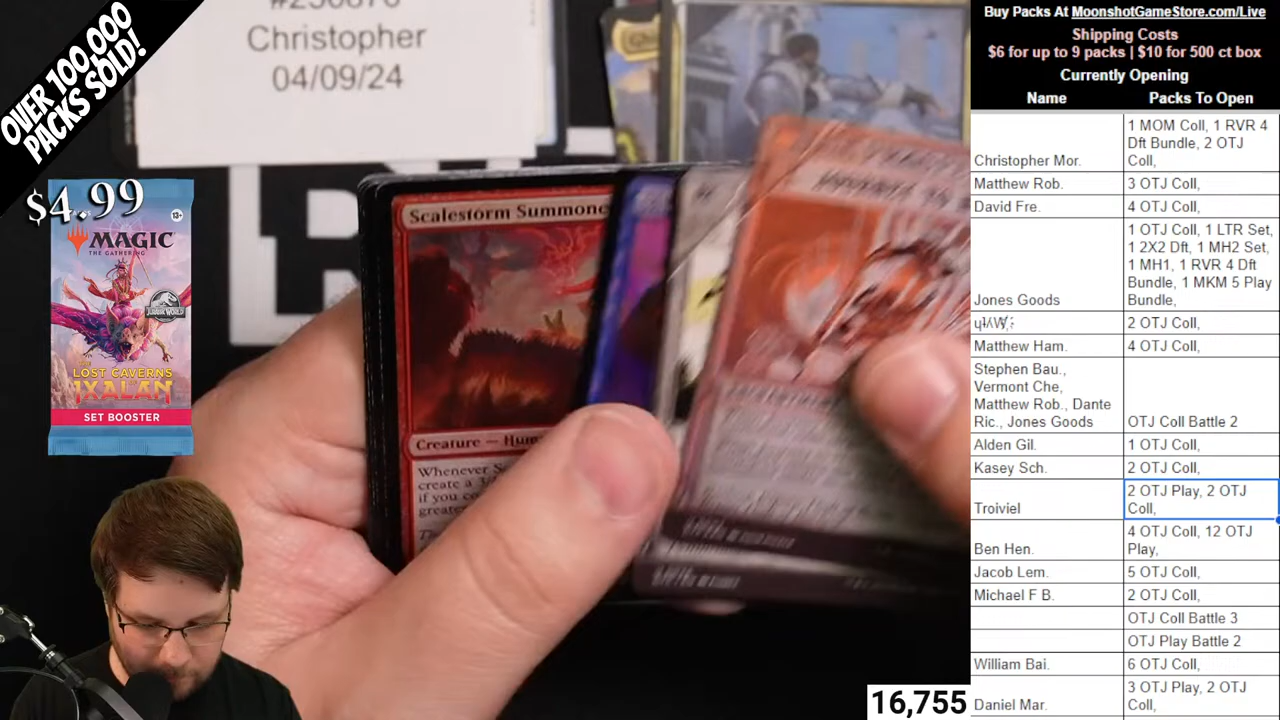 OVER 100,000
PACKS SOLD!
$4.99
13+
MAGIC
THE GATHERING
JURASSIC WORLD
LOST CAVERNS
IXALAN
SET BOOSTER
Christopher
04/09/24
Scalestorm Summone
Creature — Hum
Whenever S
create a 3/
if you co
greate
Buy Packs At MoonshotGameStore.com/Live
Shipping Costs
$6 for up to 9 packs | $10 for 500 ct box
Currently Opening
Name Packs To Open
Christopher Mor. 1 MOM Coll, 1 RVR 4
Dft Bundle, 2 OTJ
Coll,
Matthew Rob. 3 OTJ Coll,
David Fre. 4 OTJ Coll,
Jones Goods 1 OTJ Coll, 1 LTR Set,
1 2X2 Dft, 1 MH2 Set,
1 MH1, 1 RVR 4 Dft
Bundle, 1 MKM 5 Play
Bundle,
2 OTJ Coll,
Matthew Ham. 4 OTJ Coll,
Stephen Bau.,
Vermont Che,
Matthew Rob., Dante
Ric., Jones Goods OTJ Coll Battle 2
Alden Gil. 1 OTJ Coll,
Kasey Sch. 2 OTJ Coll,
Troiviel 2 OTJ Play, 2 OTJ
Coll,
Ben Hen. 4 OTJ Coll, 12 OTJ
Play,
Jacob Lem. 5 OTJ Coll,
Michael F B. 2 OTJ Coll,
OTJ Coll Battle 3
OTJ Play Battle 2
William Bai. 6 OTJ Coll,
Daniel Mar. 3 OTJ Play, 2 OTJ
Coll,
16,755